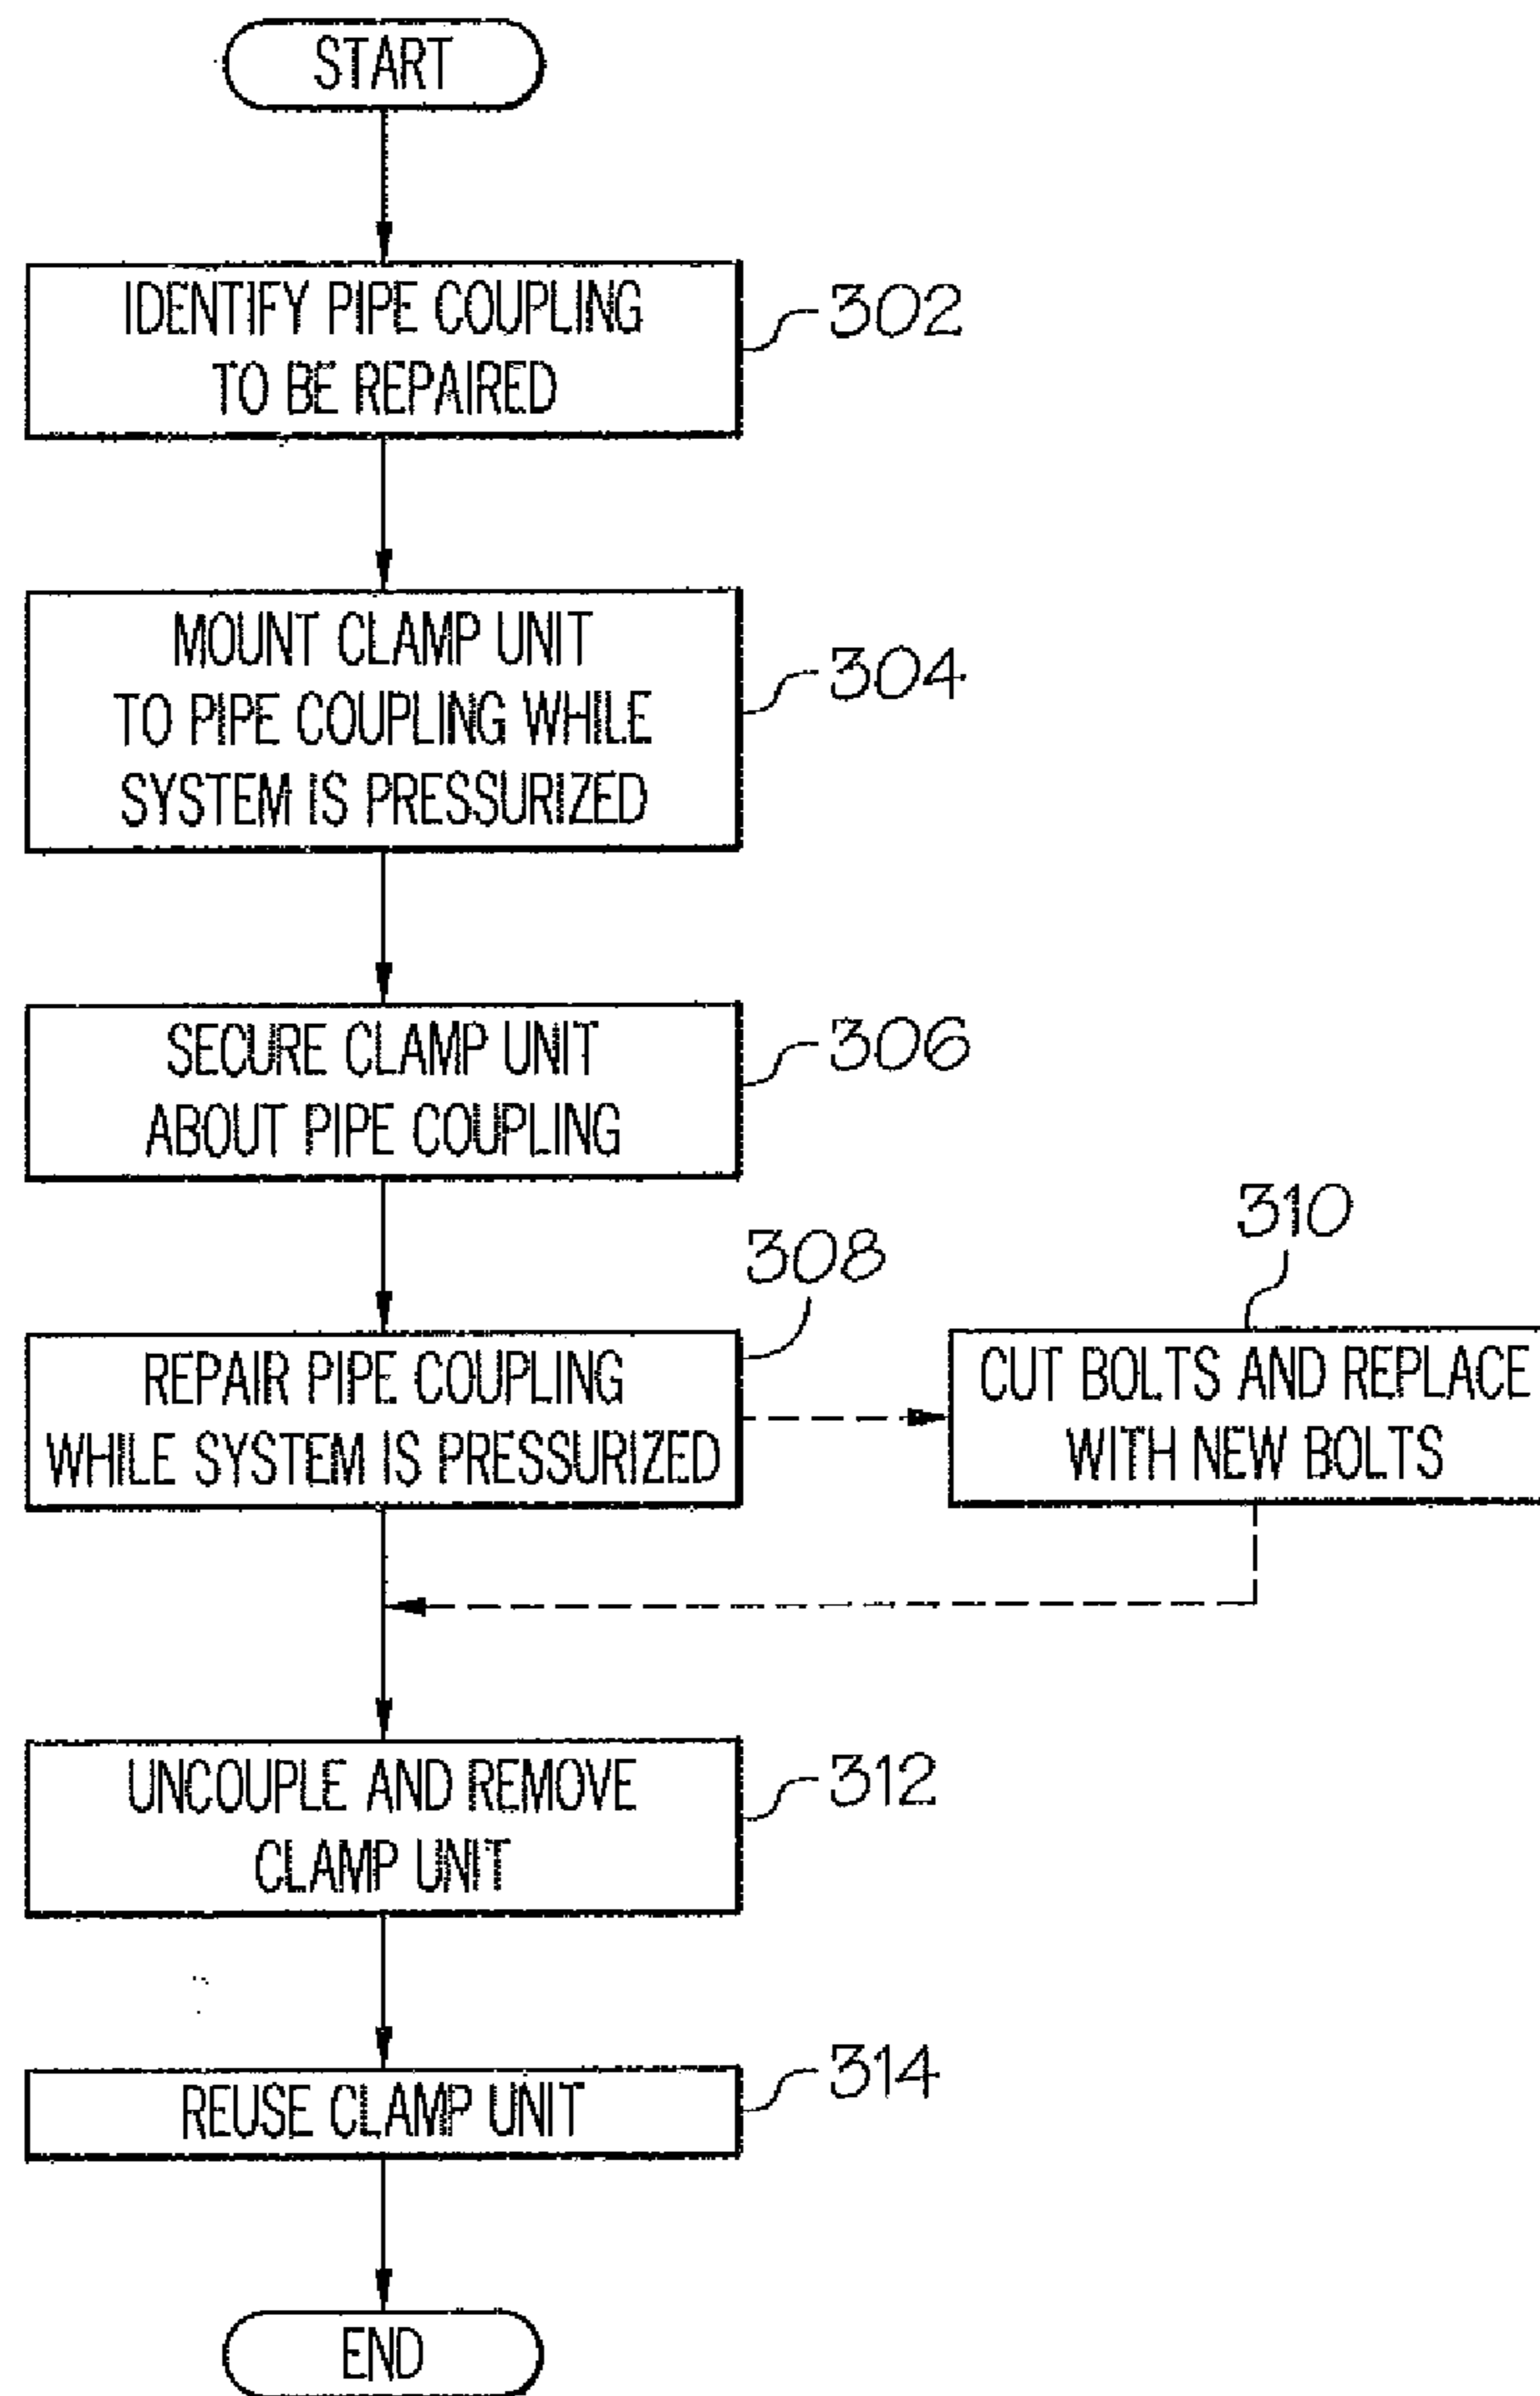 START
IDENTIFY PIPE COUPLING
TO BE REPAIRED
302
MOUNT CLAMP UNIT
TO PIPE COUPLING WHILE
SYSTEM IS PRESSURIZED
304
SECURE CLAMP UNIT
ABOUT PIPE COUPLING
306
REPAIR PIPE COUPLING
WHILE SYSTEM IS PRESSURIZED
308
CUT BOLTS AND REPLACE
WITH NEW BOLTS
310
UNCOUPLE AND REMOVE
CLAMP UNIT
312
REUSE CLAMP UNIT
314
END